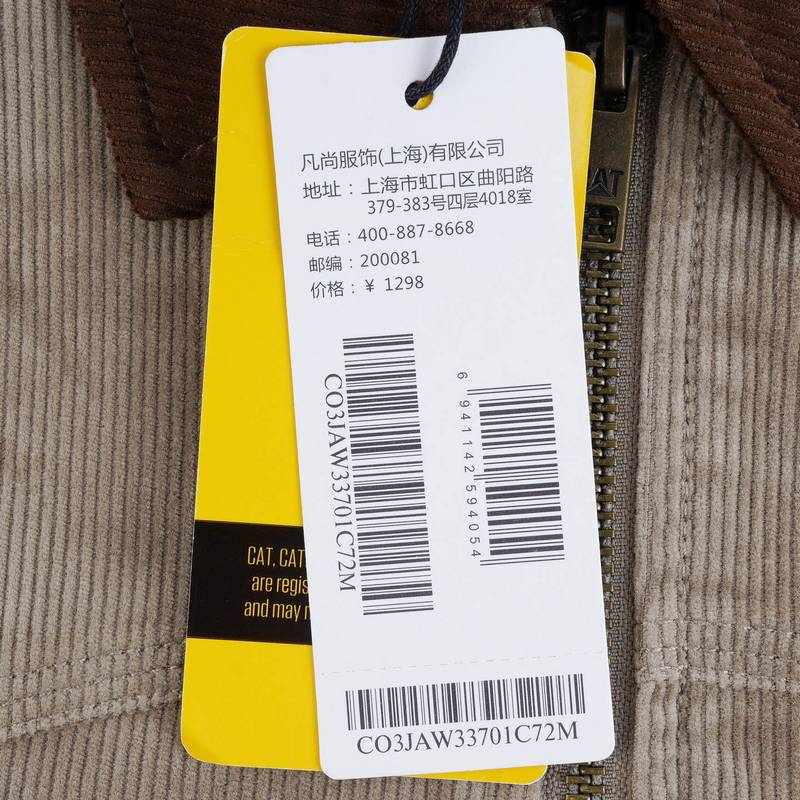 凡尚服饰(上海)有限公司
地址：上海市虹口区曲阳路
379-383号四层4018室
电话：400-887-8668
邮编：200081
价格：¥ 1298
CO3JAW33701C72M
6 941142 594054
CO3JAW33701C72M
CAT, CAT
are regis
and may
CAT